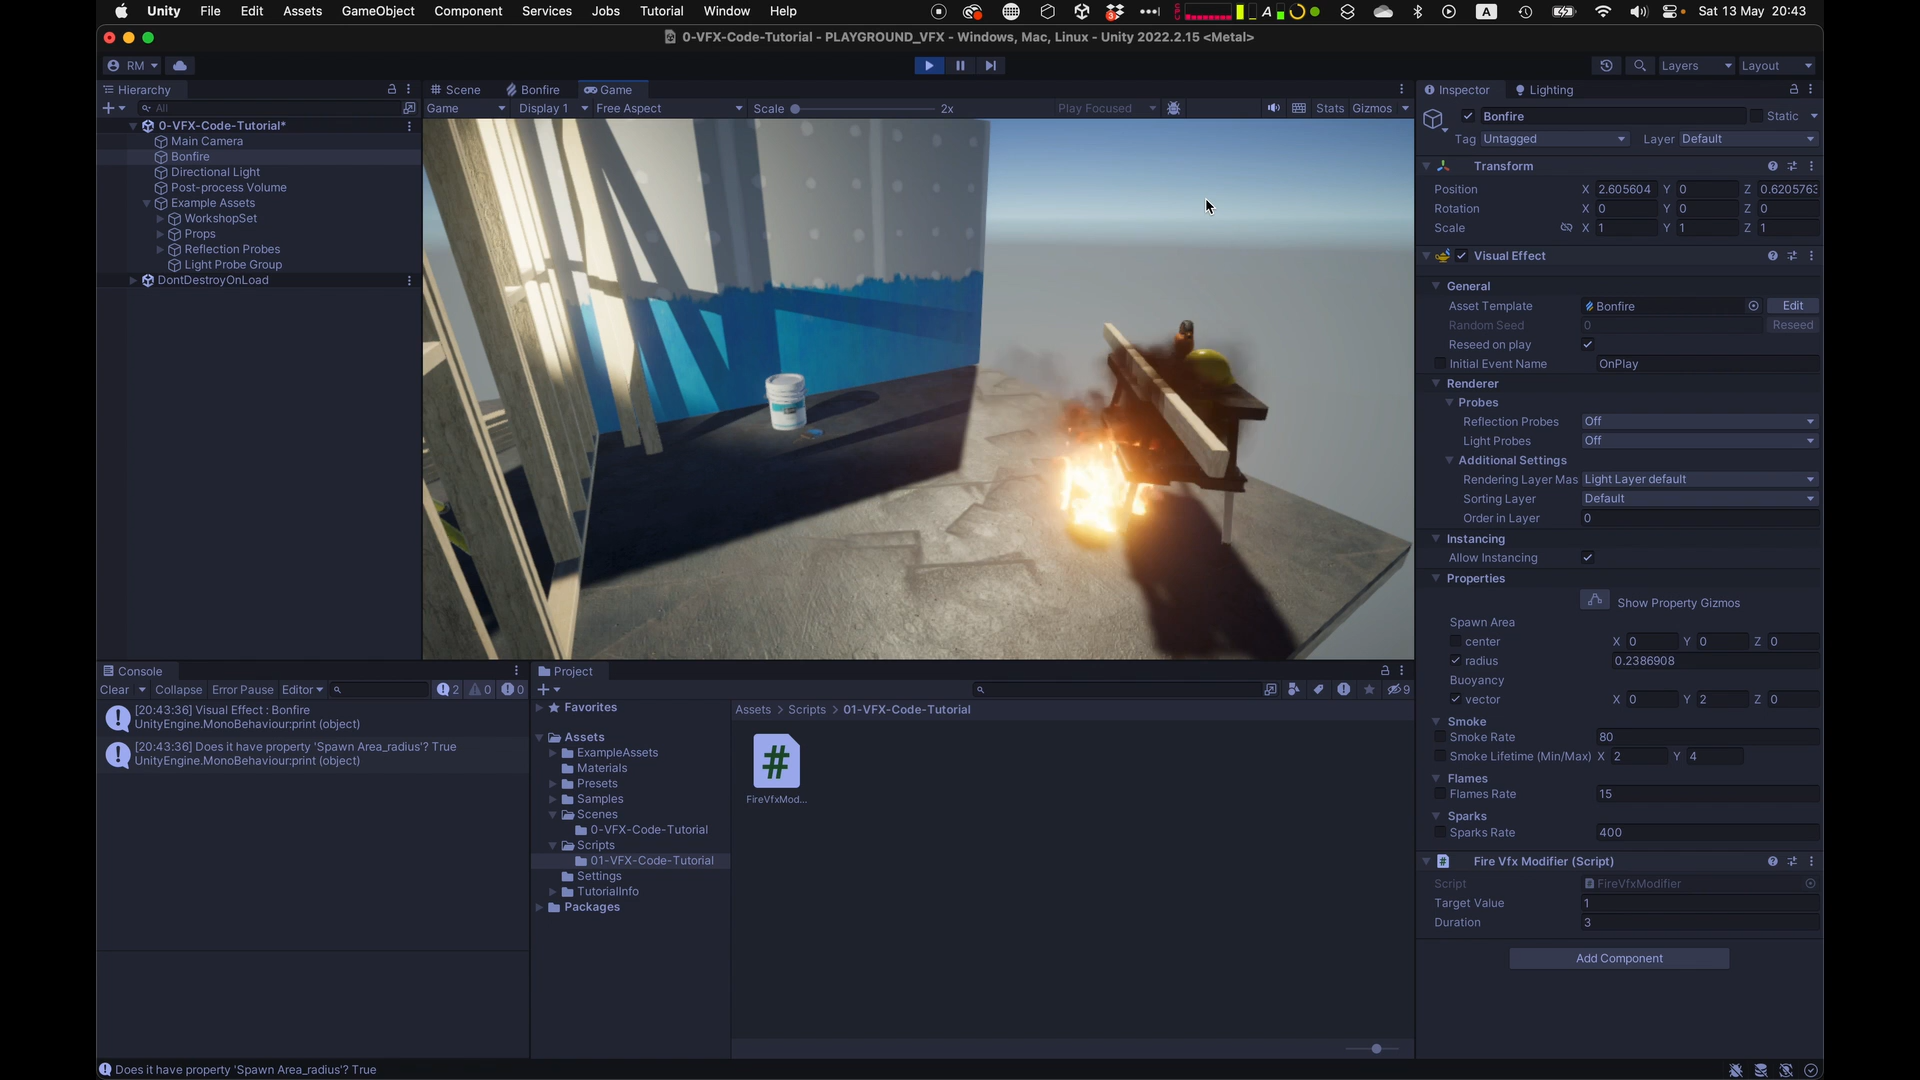 Unity File Edit Assets GameObject Component Services Jobs Tutorial Window Help
A A Sat 13 May 20:43
0-VFX-Code-Tutorial - PLAYGROUND_VFX - Windows, Mac, Linux - Unity 2022.2.15 <Metal>
RM
Layers Layout
Hierarchy
All
0-VFX-Code-Tutorial*
Main Camera
Bonfire
Directional Light
Post-process Volume
Example Assets
WorkshopSet
Props
Reflection Probes
Light Probe Group
DontDestroyOnLoad
Scene Bonfire Game
Game Display 1 Free Aspect Scale 2x Play Focused Stats Gizmos
Inspector Lighting
Bonfire Static
Tag Untagged Layer Default
Transform
Position X 2.605604 Y 0 Z 0.6205763
Rotation X 0 Y 0 Z 0
Scale X 1 Y 1 Z 1
Visual Effect
General
Asset Template Bonfire Edit
Random Seed 0 Reseed
Reseed on play
Initial Event Name OnPlay
Renderer
Probes
Reflection Probes Off
Light Probes Off
Additional Settings
Rendering Layer Mas Light Layer default
Sorting Layer Default
Order in Layer 0
Instancing
Allow Instancing
Properties
Show Property Gizmos
Spawn Area
center X 0 Y 0 Z 0
radius 0.2386908
Buoyancy
vector X 0 Y 2 Z 0
Smoke
Smoke Rate 80
Smoke Lifetime (Min/Max) X 2 Y 4
Flames
Flames Rate 15
Sparks
Sparks Rate 400
Fire Vfx Modifier (Script)
Script FireVfxModifier
Target Value 1
Duration 3
Add Component
Console
Clear Collapse Error Pause Editor 2 0 0
[20:43:36] Visual Effect : Bonfire
UnityEngine.MonoBehaviour:print (object)
[20:43:36] Does it have property 'Spawn Area_radius'? True
UnityEngine.MonoBehaviour:print (object)
Project
9
Favorites
Assets
ExampleAssets
Materials
Presets
Samples
Scenes
0-VFX-Code-Tutorial
Scripts
01-VFX-Code-Tutorial
Settings
TutorialInfo
Packages
Assets > Scripts > 01-VFX-Code-Tutorial
#
FireVfxMod...
Does it have property 'Spawn Area_radius'? True